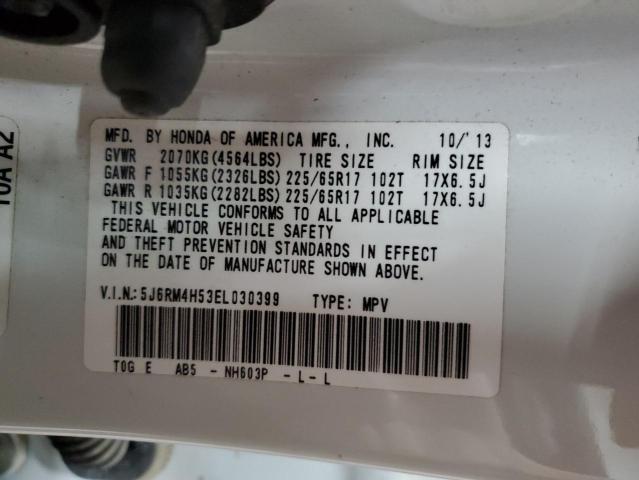 MFD. BY HONDA OF AMERICA MFG., INC. 10/'13
GVWR 2070KG(4564LBS) TIRE SIZE RIM SIZE
GAWR F 1055KG(2326LBS) 225/65R17 102T 17X6.5J
GAWR R 1035KG(2282LBS) 225/65R17 102T 17X6.5J
THIS VEHICLE CONFORMS TO ALL APPLICABLE
FEDERAL MOTOR VEHICLE SAFETY
AND THEFT PREVENTION STANDARDS IN EFFECT
ON THE DATE OF MANUFACTURE SHOWN ABOVE.
V.I.N.: 5J6RM4H53EL030399 TYPE: MPV
T0G E AB5 - NH603P - L - L